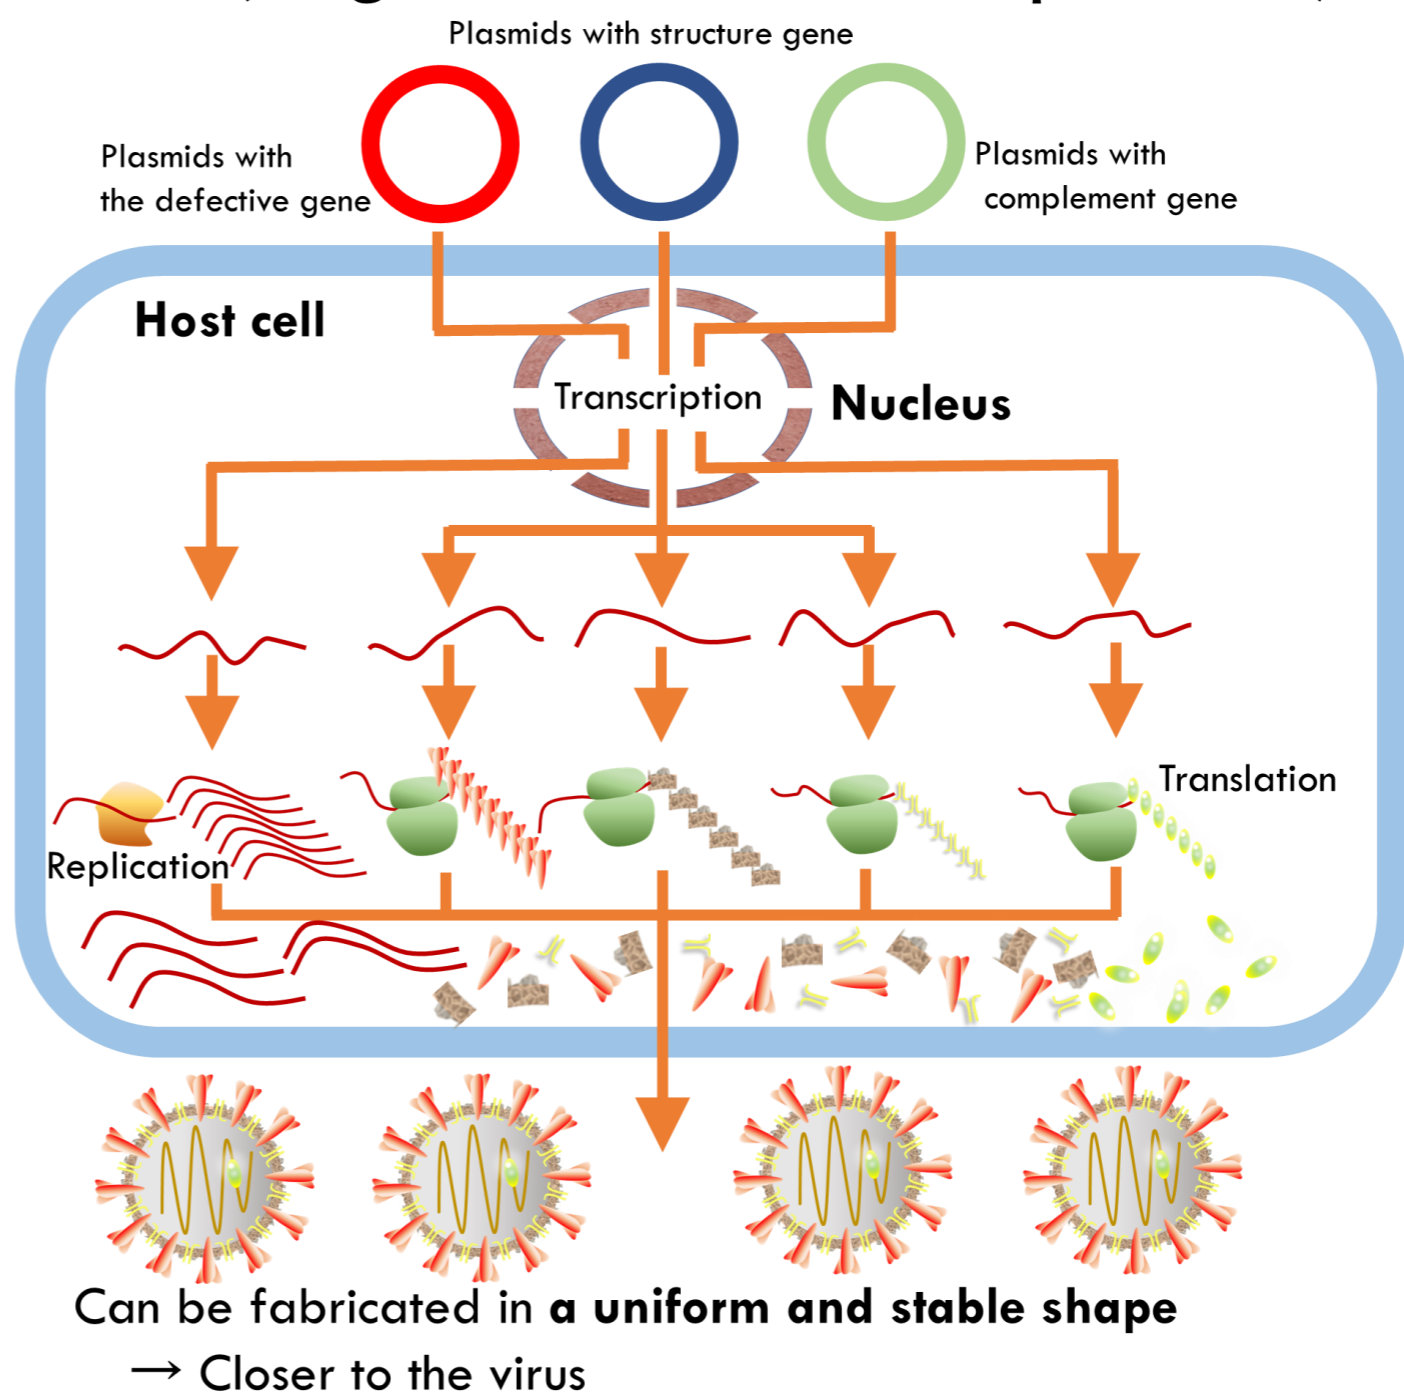 Plasmids with structure gene
Plasmids with
the defective gene
Plasmids with
complement gene
Host cell
Transcription
Nucleus
Translation
Replication
Can be fabricated in a uniform and stable shape
→ Closer to the virus